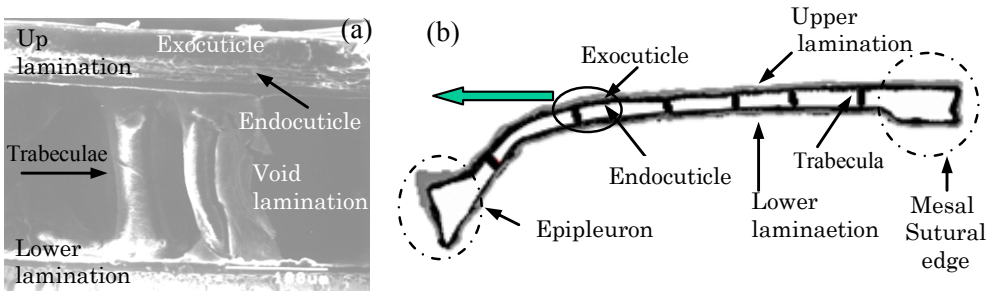 (a)
Up
lamination
Exocuticle
Endocuticle
Trabeculae
Void
lamination
Lower
lamination
100um
(b)
Exocuticle
Upper
lamination
Endocuticle
Trabecula
Epipleuron
Lower
laminaetion
Mesal
Sutural
edge